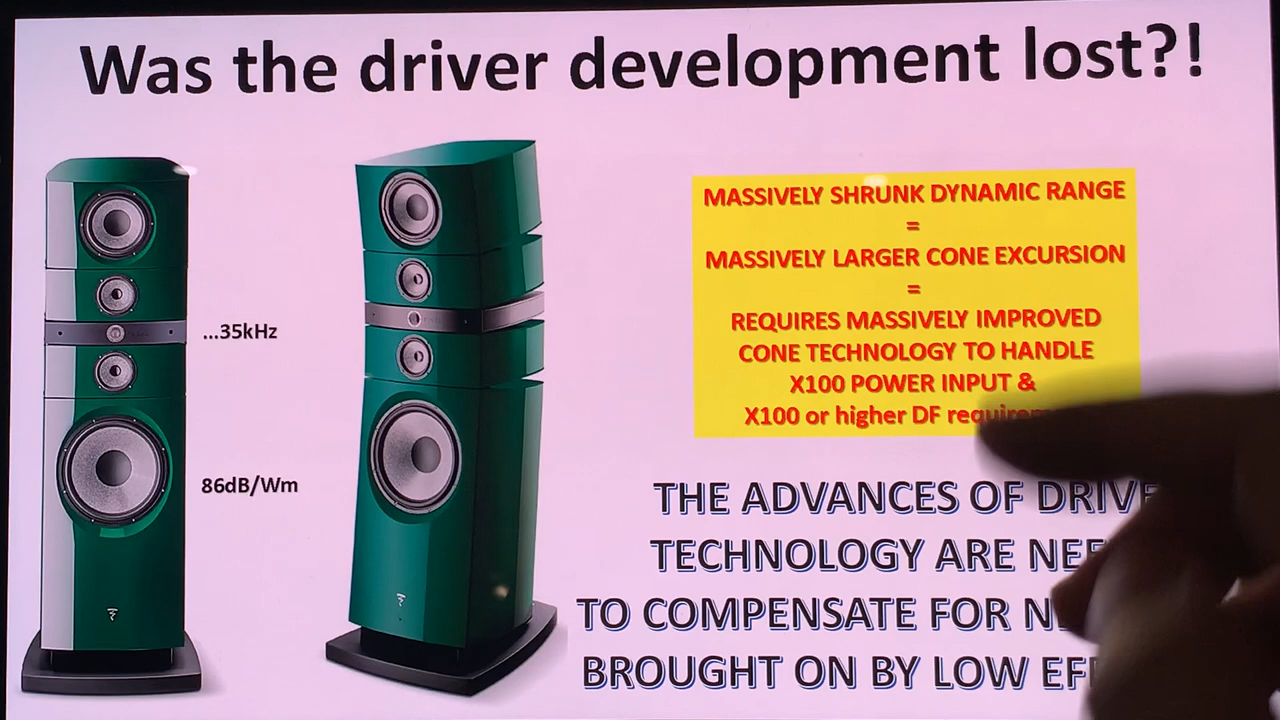 Was the driver development lost?!
MASSIVELY SHRUNK DYNAMIC RANGE
=
MASSIVELY LARGER CONE EXCURSION
=
REQUIRES MASSIVELY IMPROVED
CONE TECHNOLOGY TO HANDLE
X100 POWER INPUT &
X100 or higher DF
...35kHz
86dB/Wm
THE ADVANCES OF
TECHNOLOGY ARE
TO COMPENSATE FOR
BROUGHT ON BY LOW